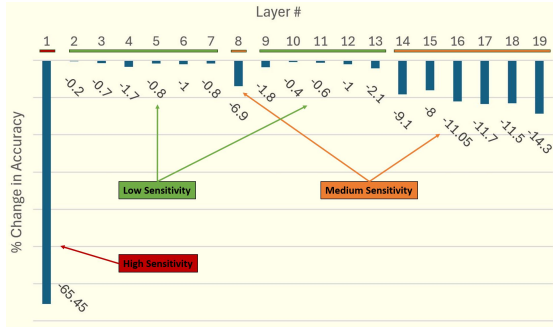 Layer #
1 2 3 4 5 6 7 8 9 10 11 12 13 14 15 16 17 18 19
-0.2 -0.7 -1.7 -0.8 -1 -0.8 -6.9 -1.8 -0.4 -0.6 -1 -2.1 -9.1 -8 -11.05 -11.7 -11.5 -14.3
% Change in Accuracy
Low Sensitivity
Medium Sensitivity
High Sensitivity
-65.45